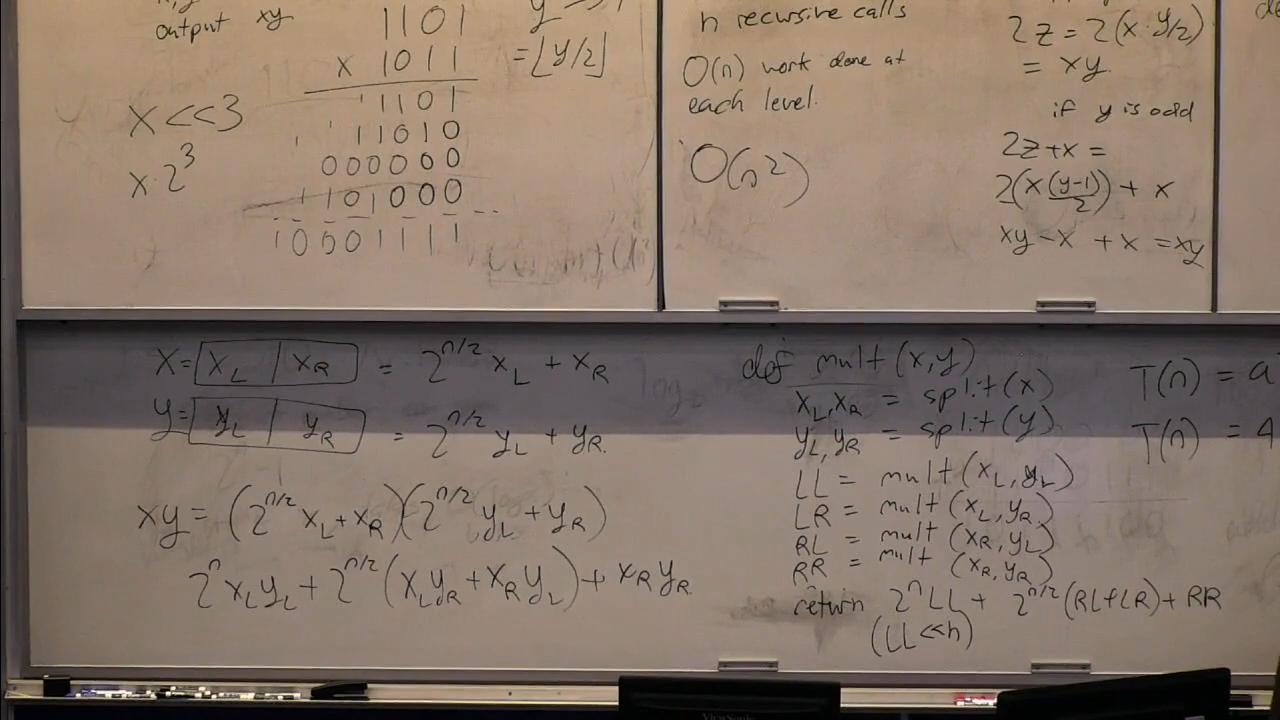 output xy
1101
x 1011
1101
11010
000000
1101000
10001111
x<<3
x·2^3
= ⌊y/2⌋
n recursive calls
O(n) work done at
each level.
O(n^2)
2z = 2(x·y/2)
= xy.
if y is odd
2z+x =
2(x(y-1)/2) + x
xy-x + x = xy
x = x_L | x_R = 2^{n/2} x_L + x_R
y = y_L | y_R = 2^{n/2} y_L + y_R.
xy = (2^{n/2} x_L + x_R)(2^{n/2} y_L + y_R)
2^n x_L y_L + 2^{n/2} (x_L y_R + x_R y_L) + x_R y_R
def mult(x,y)
x_L, x_R = split(x)
y_L, y_R = split(y)
LL = mult(x_L, y_L)
LR = mult(x_L, y_R)
RL = mult(x_R, y_L)
RR = mult(x_R, y_R)
return 2^n LL + 2^{n/2} (RL+LR) + RR
(LL<<n)
T(n) = a
T(n) = 4
ViewSonic